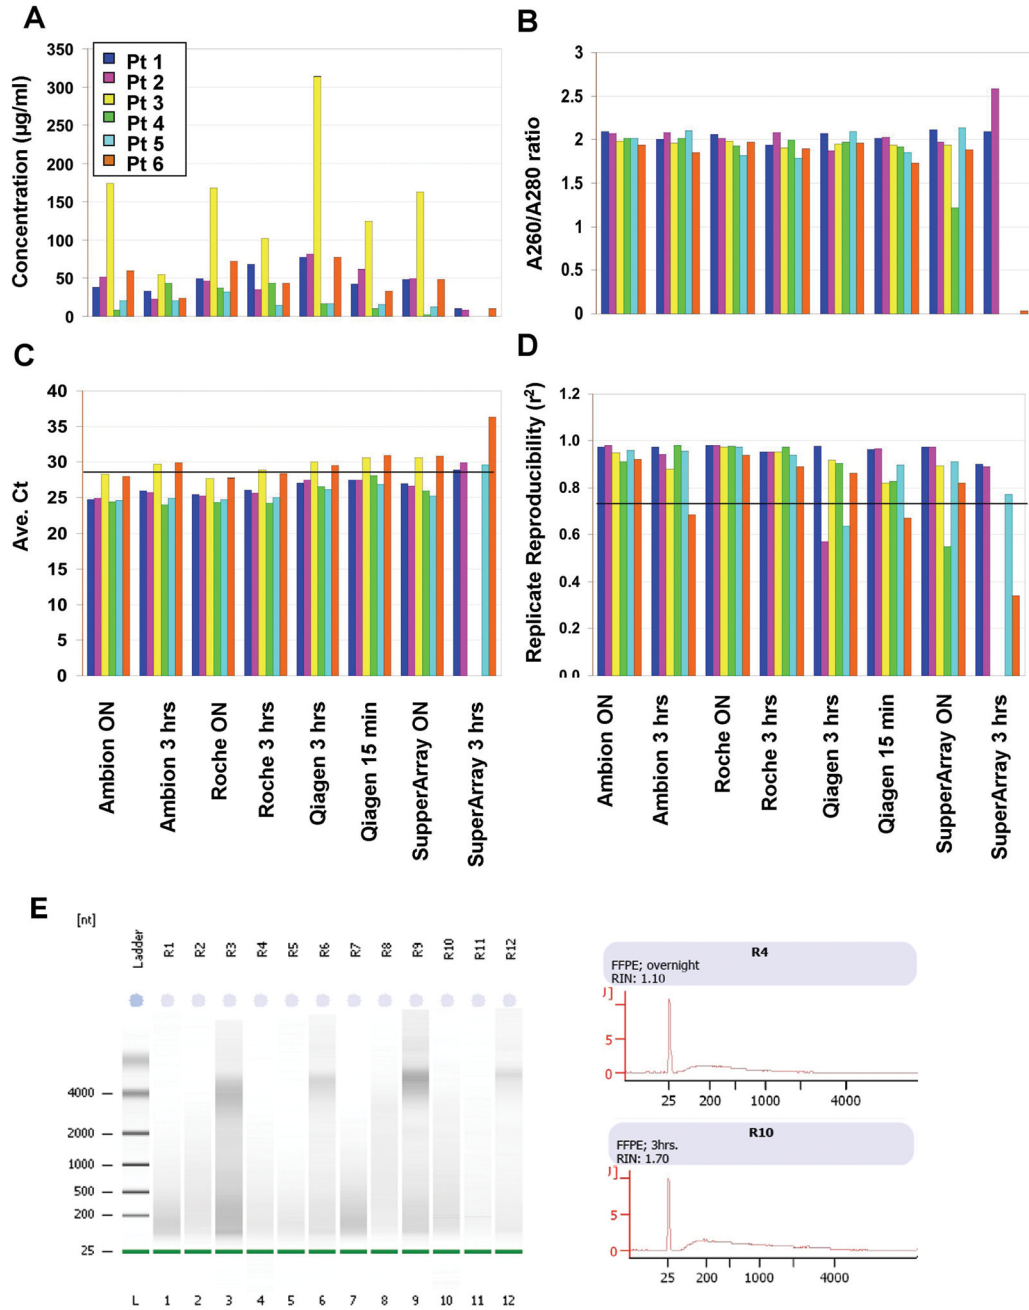 A
B
Concentration (µg/ml)
350
300
250
200
150
100
50
0
Pt 1
Pt 2
Pt 3
Pt 4
Pt 5
Pt 6
A260/A280 ratio
3
2.5
2
1.5
1
0.5
0
C
D
Ave. Ct
40
35
30
25
20
15
10
5
0
Replicate Reproducibility (r²)
1.2
1.0
0.8
0.6
0.4
0.2
0.0
Ambion ON
Ambion 3 hrs
Roche ON
Roche 3 hrs
Qiagen 3 hrs
Qiagen 15 min
SupperArray ON
SuperArray 3 hrs
Ambion ON
Ambion 3 hrs
Roche ON
Roche 3 hrs
Qiagen 3 hrs
Qiagen 15 min
SupperArray ON
SuperArray 3 hrs
E
[nt]
Ladder
R1
R2
R3
R4
R5
R6
R7
R8
R9
R10
R11
R12
4000
2000
1000
500
200
25
L
1
2
3
4
5
6
7
8
9
10
11
12
R4
FFPE; overnight
RIN: 1.10
5
0
25 200 1000 4000
R10
FFPE; 3hrs.
RIN: 1.70
5
0
25 200 1000 4000